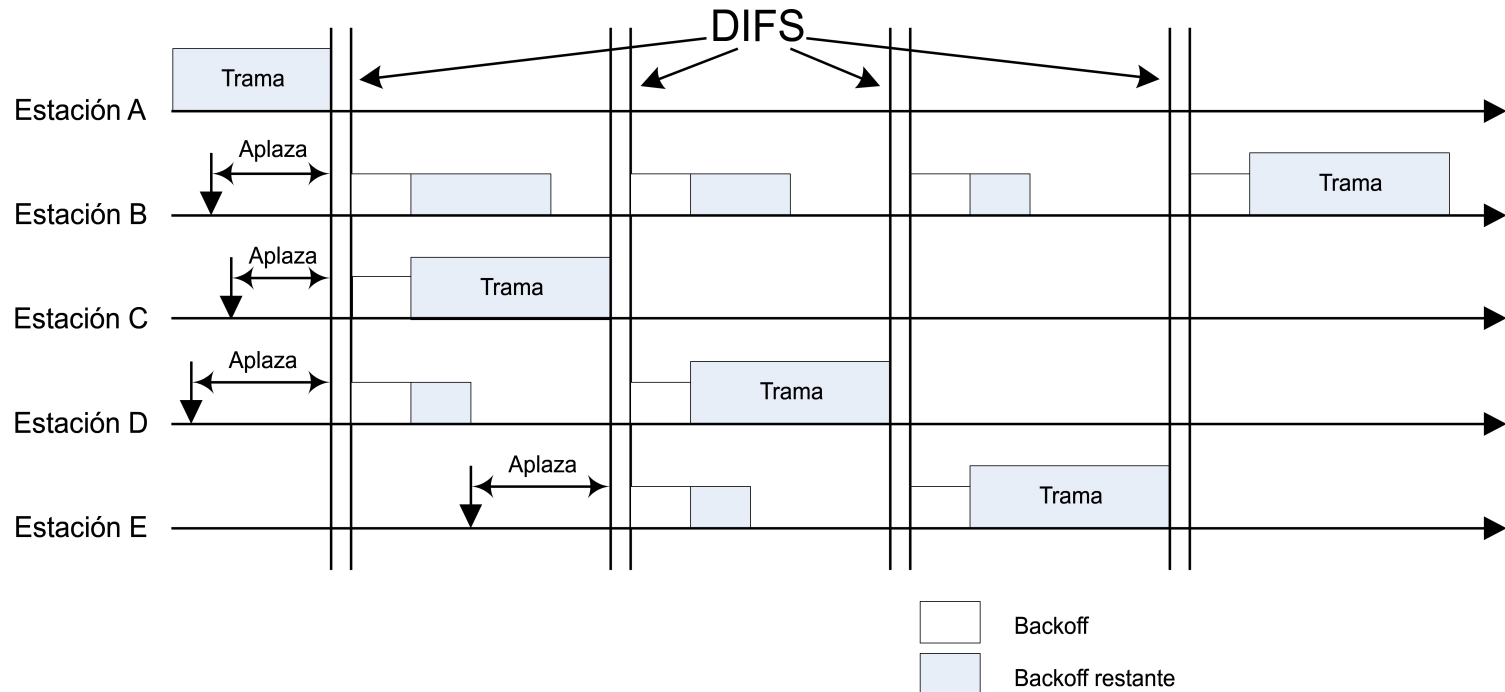 DIFS
Trama
Estación A
Aplaza
Trama
Estación B
Aplaza
Trama
Estación C
Aplaza
Trama
Estación D
Aplaza
Trama
Estación E
Backoff
Backoff restante